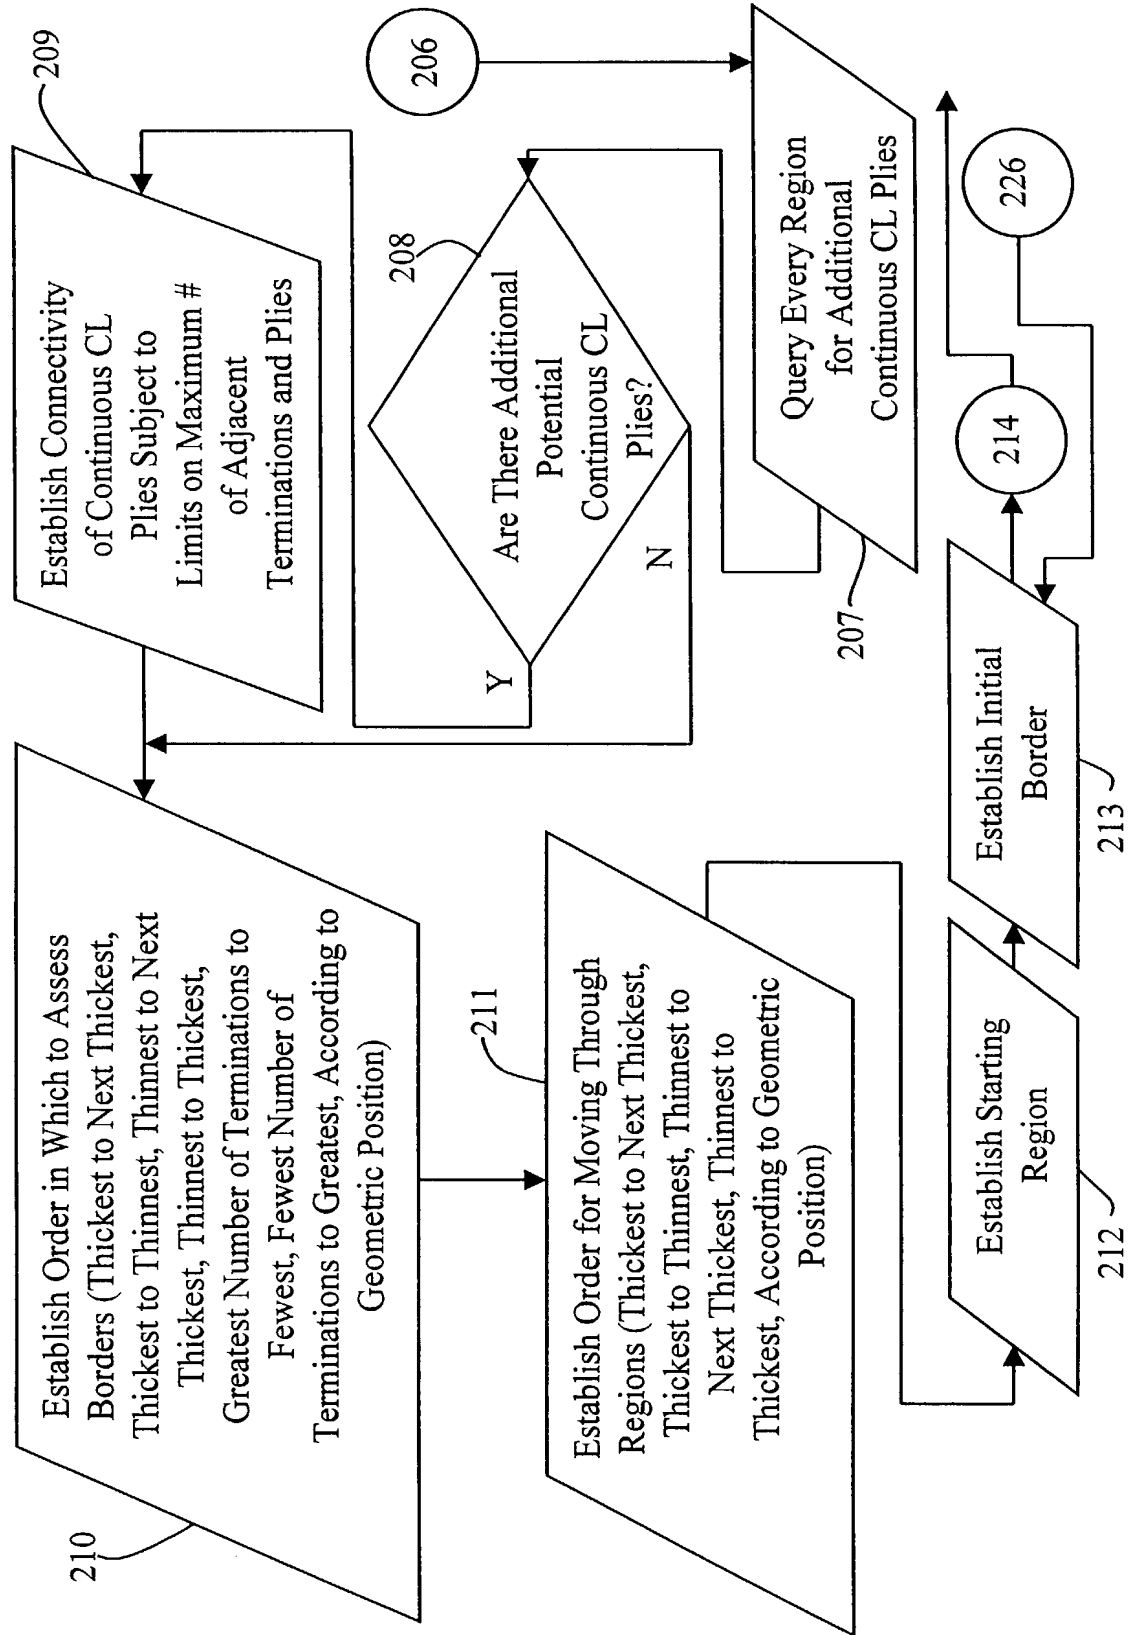 206
Query Every Region
for Additional
Continuous CL Plies
207
208
Are There Additional
Potential
Continuous CL
Plies?
Y
N
209
Establish Connectivity
of Continuous CL
Plies Subject to
Limits on Maximum #
of Adjacent
Terminations and Plies
210
Establish Order in Which to Assess
Borders (Thickest to Next Thickest,
Thickest to Thinnest, Thinnest to Next
Thickest, Thinnest to Thickest,
Greatest Number of Terminations to
Fewest, Fewest Number of
Terminations to Greatest, According to
Geometric Position)
211
Establish Order for Moving Through
Regions (Thickest to Next Thickest,
Thickest to Thinnest, Thinnest to
Next Thickest, Thinnest to
Thickest, According to Geometric
Position)
Establish Starting
Region
212
Establish Initial
Border
213
214
226